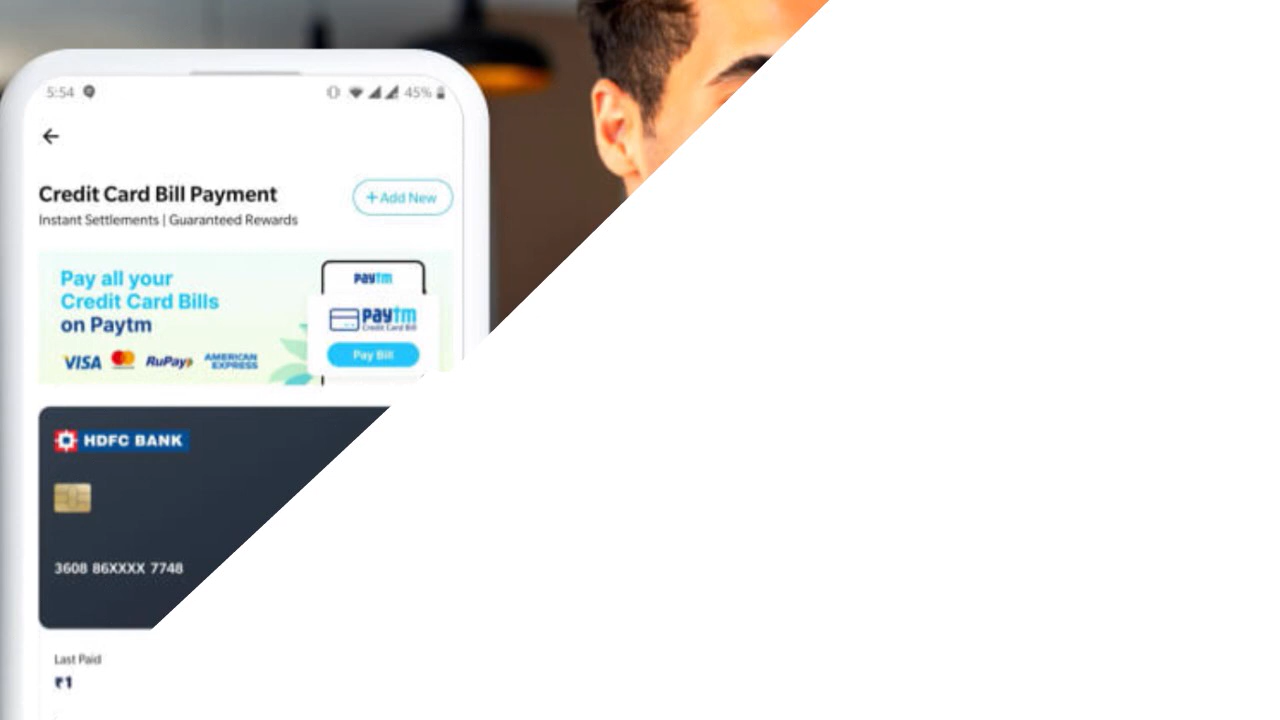 5:54
45%
Credit Card Bill Payment
+ Add New
Instant Settlements | Guaranteed Rewards
Pay all your
Credit Card Bills
on Paytm
VISA
RuPay
AMERICAN
EXPRESS
paytm
paytm
Credit Card Bill
Pay Bill
HDFC BANK
3608 86XXXX 7748
Last Paid
₹1